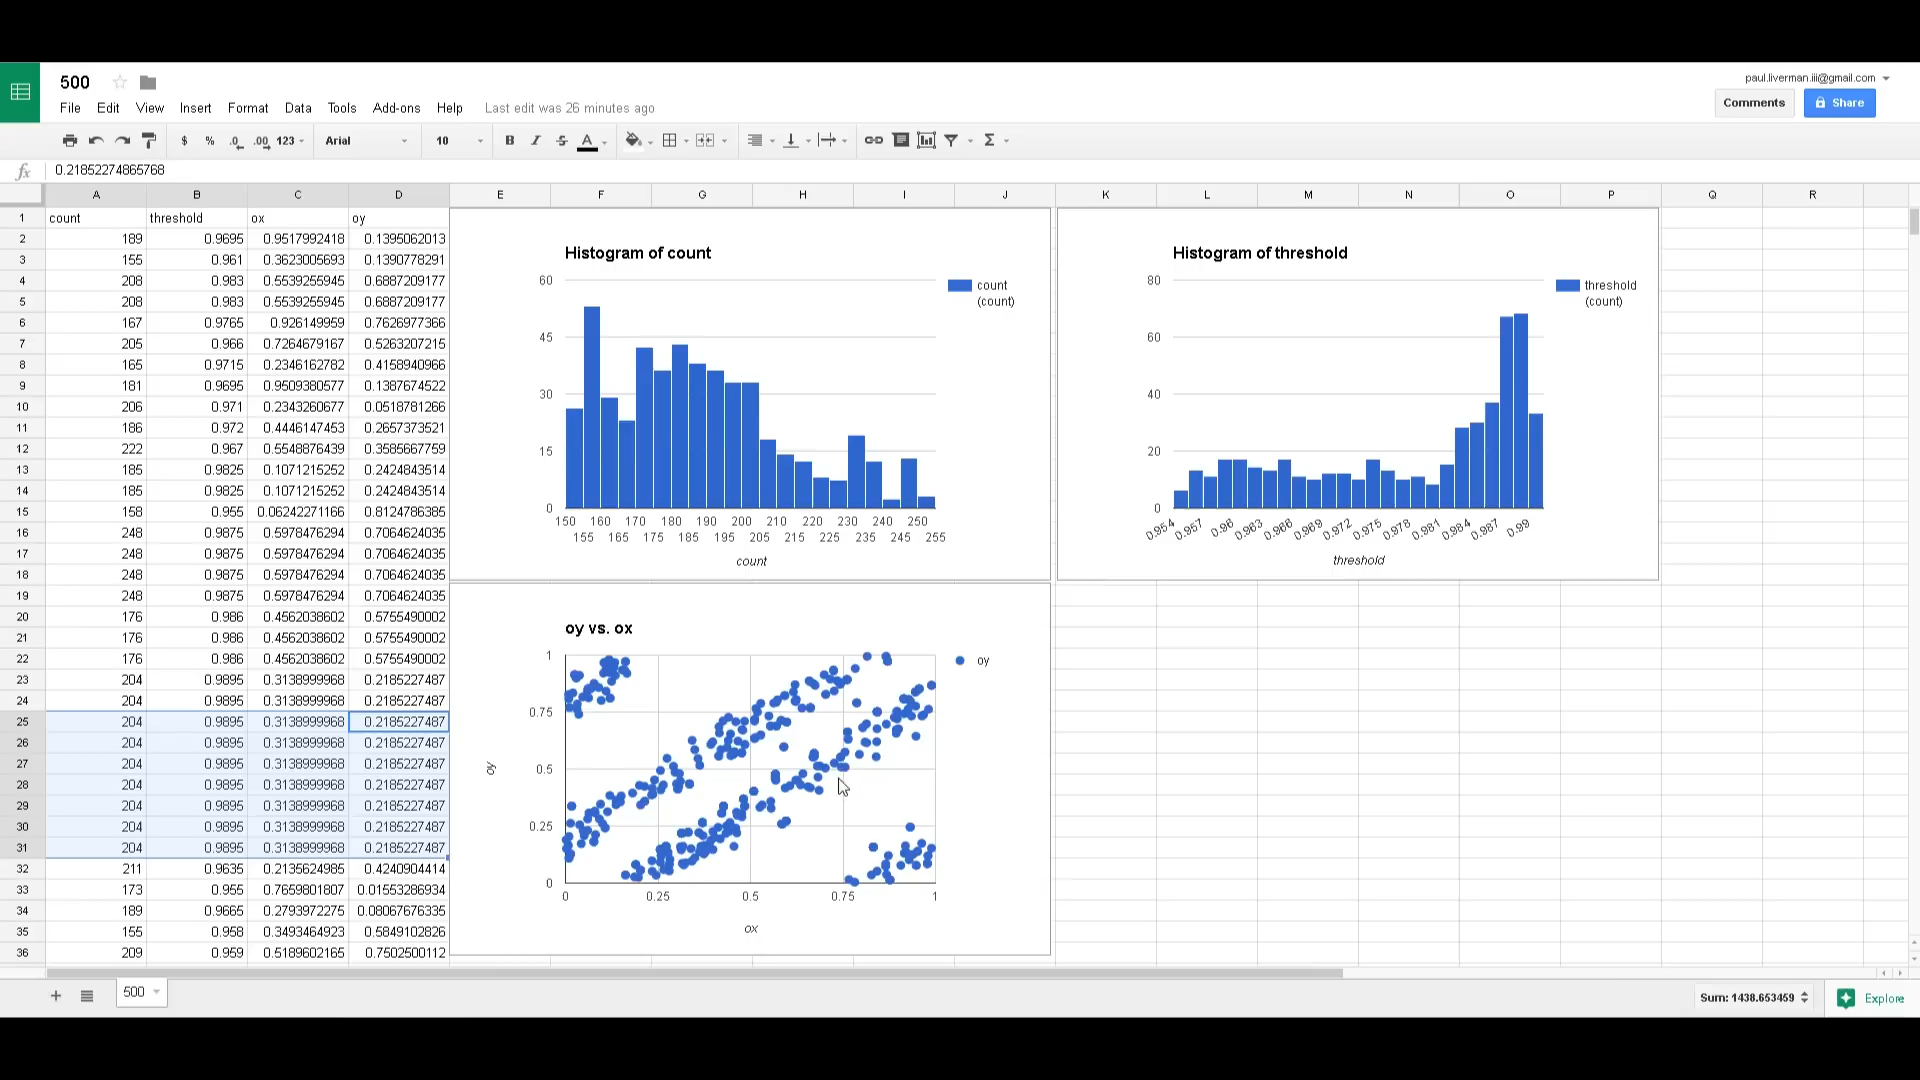 500
paul.liverman.iii@gmail.com
File Edit View Insert Format Data Tools Add-ons Help Last edit was 26 minutes ago
Comments Share
$ % .0 .00 123 Arial 10 B I S A Σ
fx 0.21852274865768
A B C D E F G H I J K L M N O P Q R
1 count threshold ox oy
2 189 0.9695 0.9517992418 0.1395062013
3 155 0.961 0.3623005693 0.1390778291
4 208 0.983 0.5539255945 0.6887209177
5 208 0.983 0.5539255945 0.6887209177
6 167 0.9765 0.926149959 0.7626977366
7 205 0.966 0.7264679167 0.5263207215
8 165 0.9715 0.2346162782 0.4158940966
9 181 0.9695 0.9509380577 0.1387674522
10 206 0.971 0.2343260677 0.0518781266
11 186 0.972 0.4446147453 0.2657373521
12 222 0.967 0.5548876439 0.3585667759
13 185 0.9825 0.1071215252 0.2424843514
14 185 0.9825 0.1071215252 0.2424843514
15 158 0.955 0.06242271166 0.8124786385
16 248 0.9875 0.5978476294 0.7064624035
17 248 0.9875 0.5978476294 0.7064624035
18 248 0.9875 0.5978476294 0.7064624035
19 248 0.9875 0.5978476294 0.7064624035
20 176 0.986 0.4562038602 0.5755490002
21 176 0.986 0.4562038602 0.5755490002
22 176 0.986 0.4562038602 0.5755490002
23 204 0.9895 0.3138999968 0.2185227487
24 204 0.9895 0.3138999968 0.2185227487
25 204 0.9895 0.3138999968 0.2185227487
26 204 0.9895 0.3138999968 0.2185227487
27 204 0.9895 0.3138999968 0.2185227487
28 204 0.9895 0.3138999968 0.2185227487
29 204 0.9895 0.3138999968 0.2185227487
30 204 0.9895 0.3138999968 0.2185227487
31 204 0.9895 0.3138999968 0.2185227487
32 211 0.9635 0.2135624985 0.4240904414
33 173 0.955 0.7659801807 0.01553286934
34 189 0.9665 0.2793972275 0.08067676335
35 155 0.958 0.3493464923 0.5849102826
36 209 0.959 0.5189602165 0.7502500112
Histogram of count
60
45
30
15
0
150 160 170 180 190 200 210 220 230 240 250
155 165 175 185 195 205 215 225 235 245 255
count
count
(count)
Histogram of threshold
80
60
40
20
0
0.954 0.957 0.96 0.963 0.966 0.969 0.972 0.975 0.978 0.981 0.984 0.987 0.99
threshold
threshold
(count)
oy vs. ox
1
0.75
0.5
0.25
0
oy
0 0.25 0.5 0.75 1
ox
oy
+ 500
Sum: 1438.653459
Explore